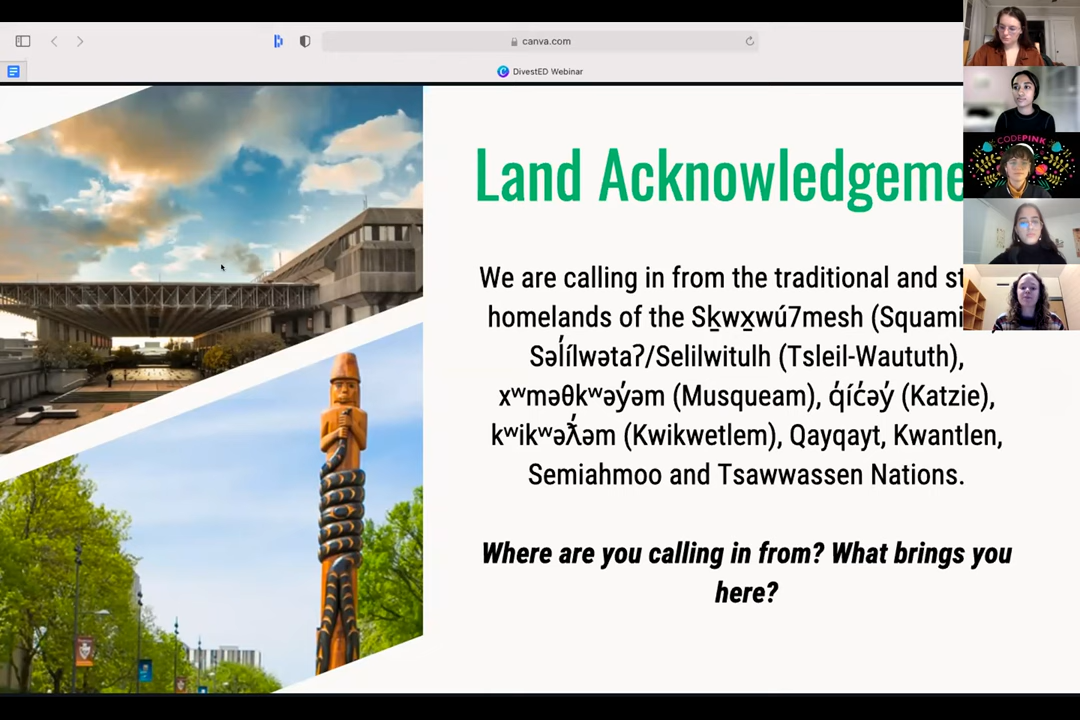 canva.com
DivestED Webinar
CODEPINK
Land Acknowledgeme
We are calling in from the traditional and st
homelands of the Sḵwx̱wú7mesh (Squami
Səl̓ílwətaʔ/Selilwitulh (Tsleil-Waututh),
xʷməθkʷəy̓əm (Musqueam), q̓íc̓əy̓ (Katzie),
kʷikʷəƛ̓əm (Kwikwetlem), Qayqayt, Kwantlen,
Semiahmoo and Tsawwassen Nations.
Where are you calling in from? What brings you
here?